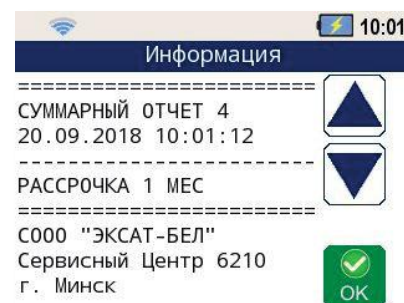 10:01
Информация
========================
СУММАРНЫЙ ОТЧЕТ 4
20.09.2018 10:01:12
------------------------
РАССРОЧКА 1 МЕС
========================
СООО "ЭКСАТ-БЕЛ"
Сервисный Центр 6210
г. Минск
OK